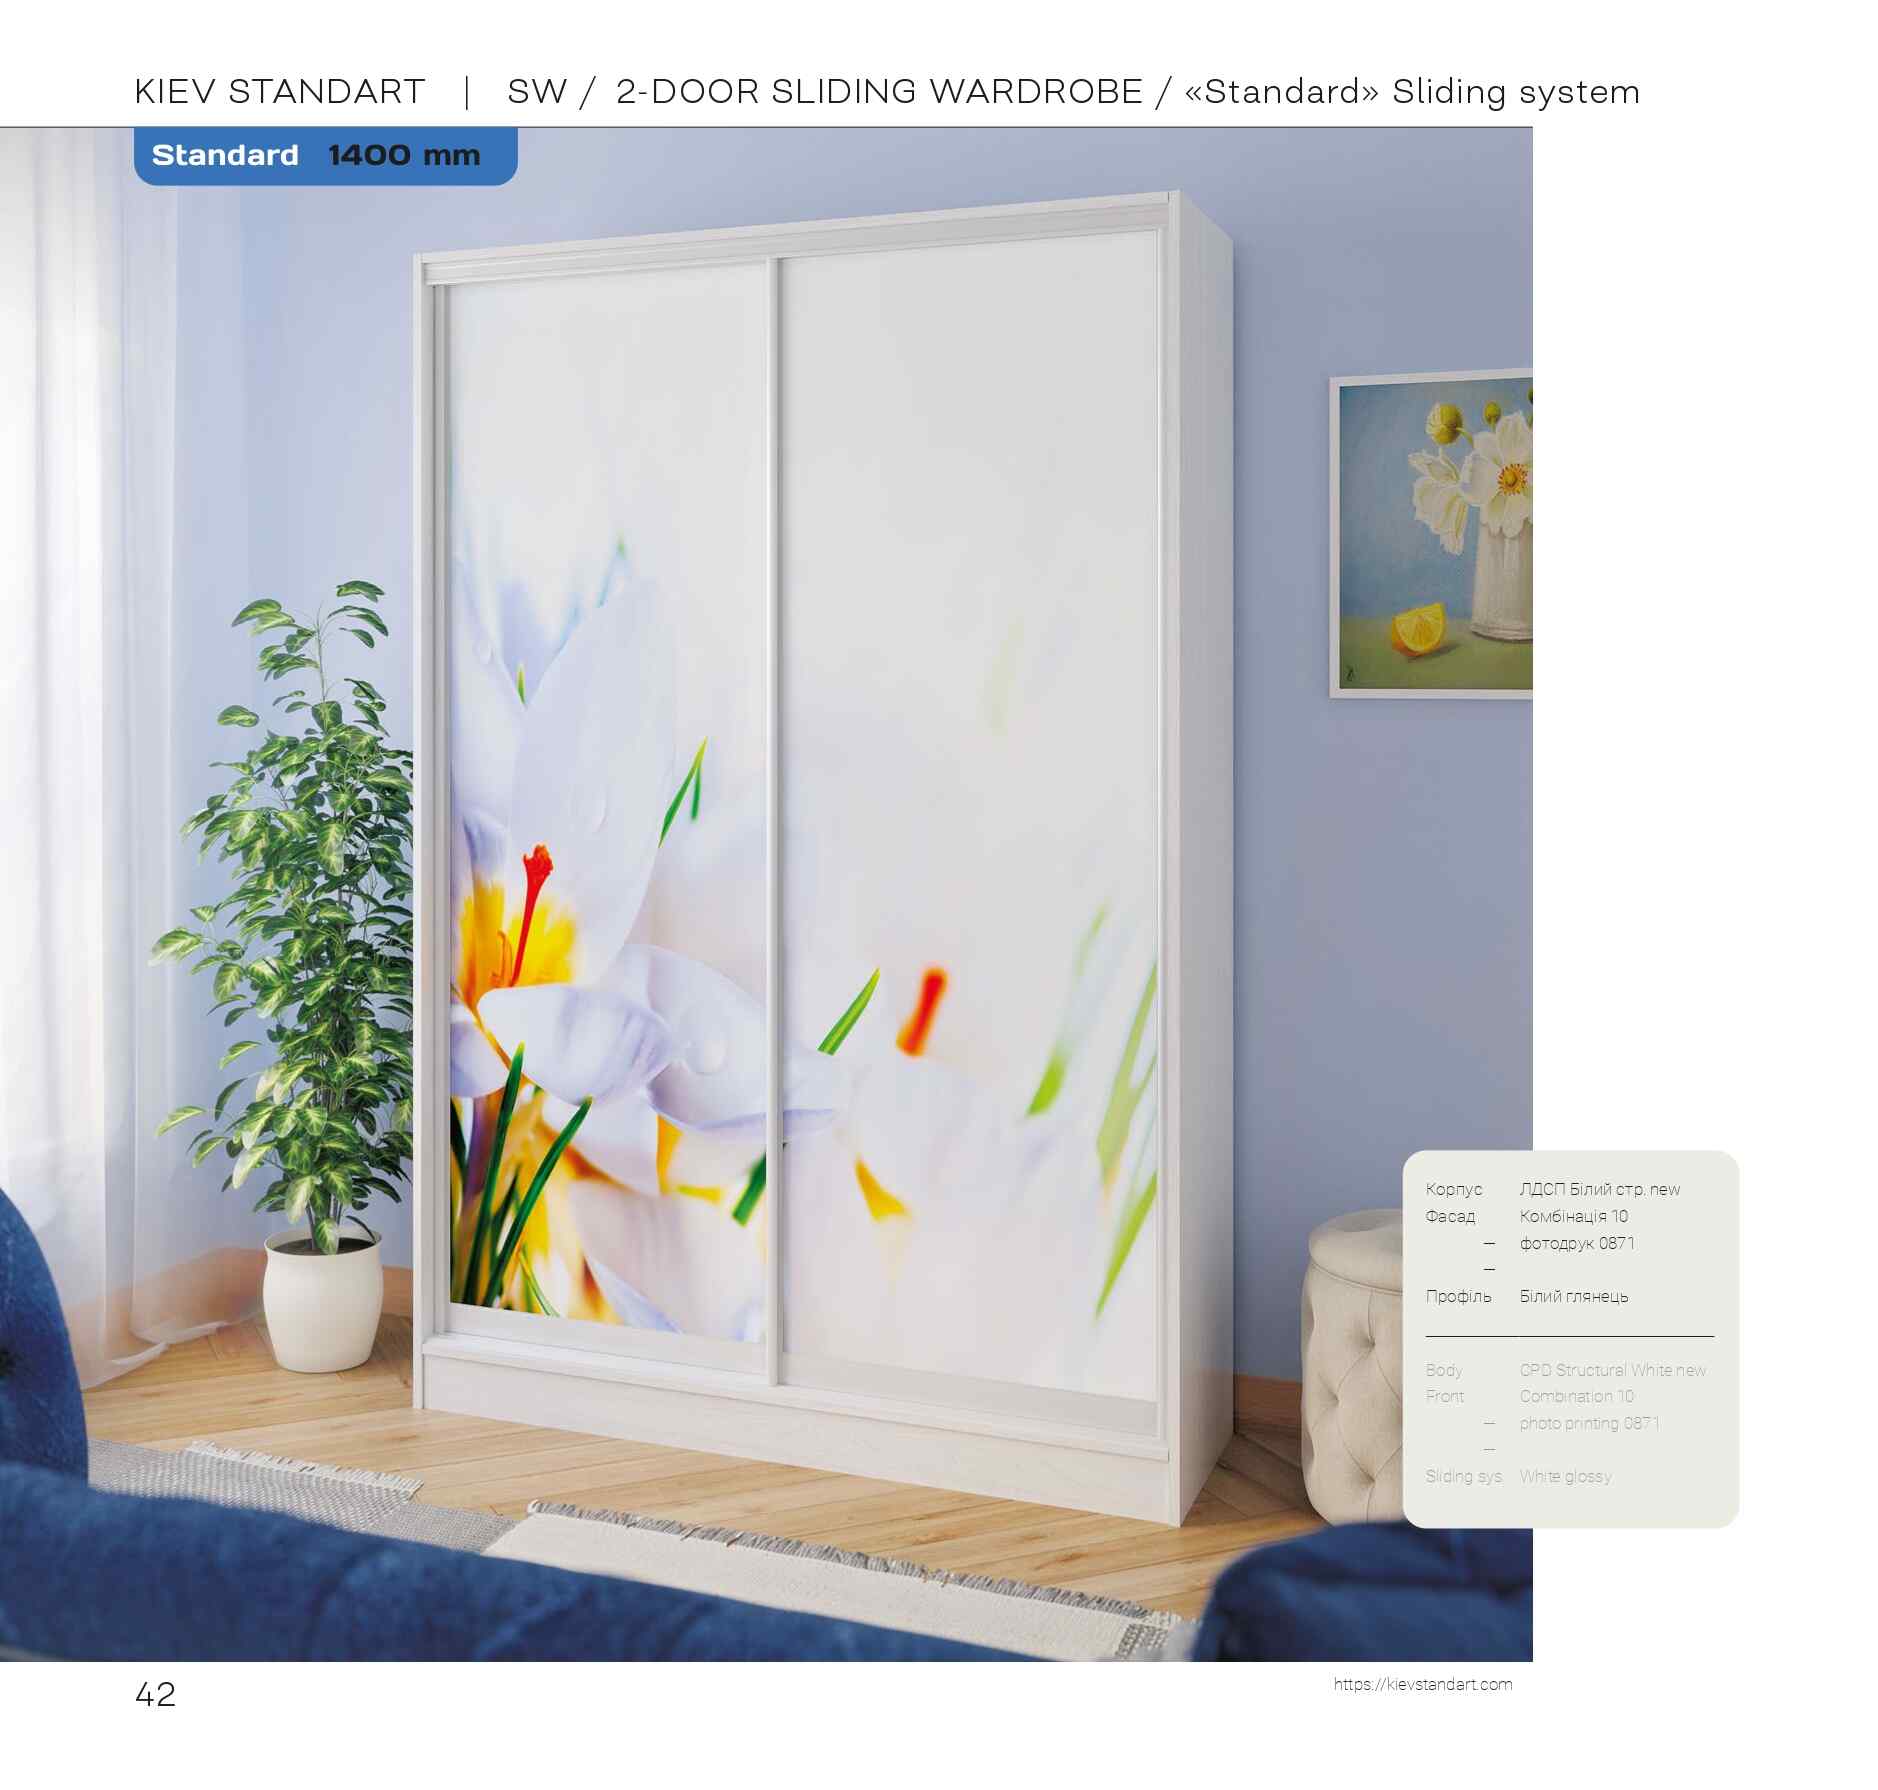 KIEV STANDART | SW / 2-DOOR SLIDING WARDROBE / «Standard» Sliding system
Standard 1400 mm
Корпус ЛДСП Білий стр. new
Фасад Комбінація 10
— фотодрук 0871
—
Профіль Білий глянець
Body CPD Structural White new
Front Combination 10
— photo printing 0871
—
Sliding sys. White glossy
42
https://kievstandart.com